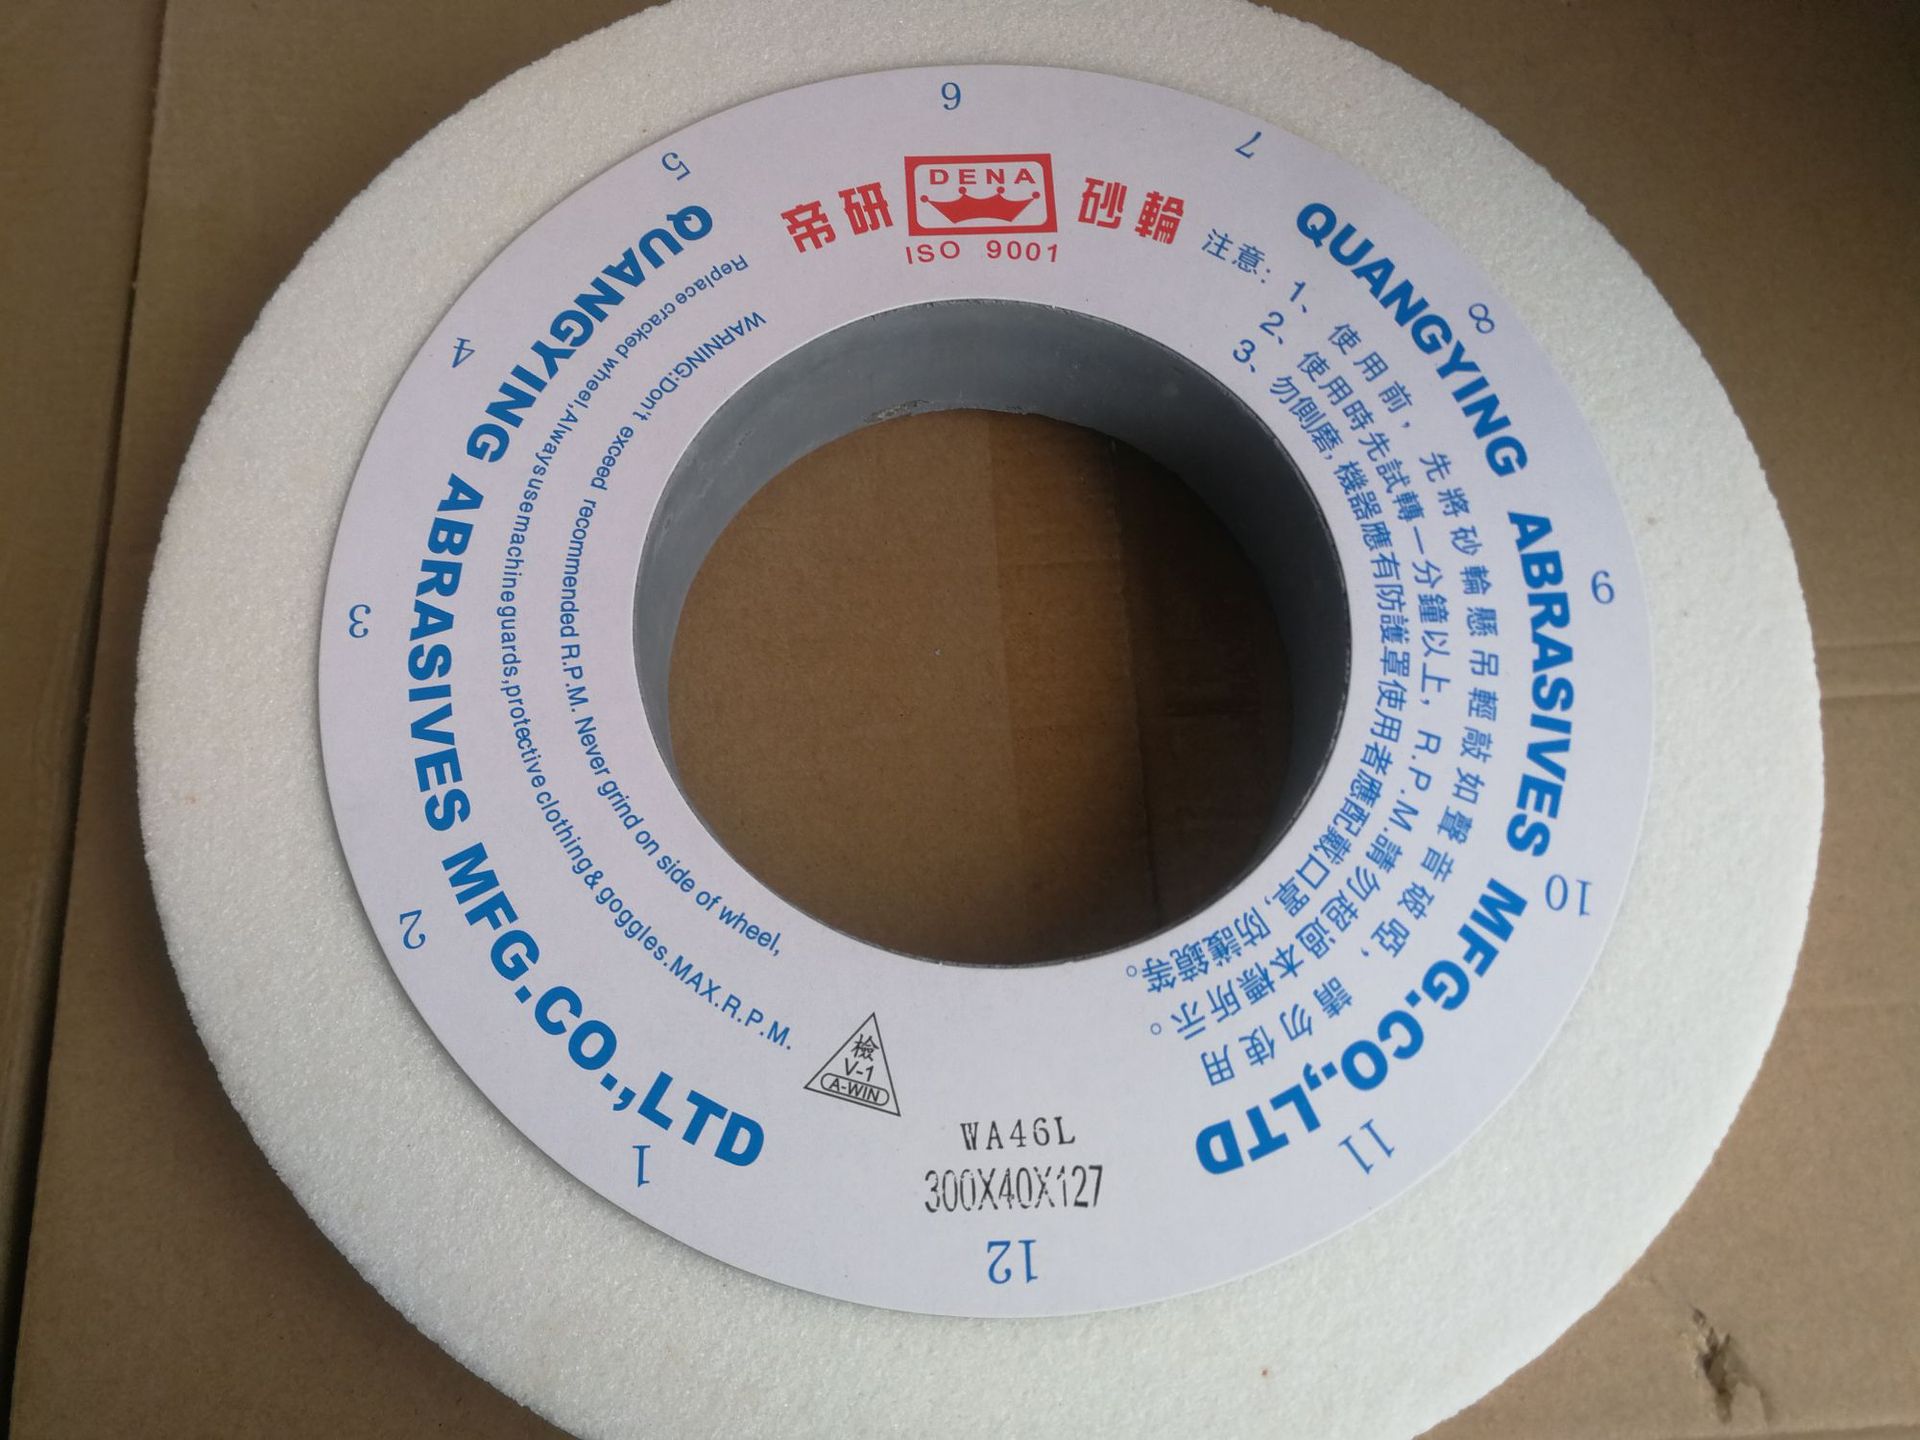 帝研 DENA 砂輪
ISO 9001
QUANGYING ABRASIVES MFG.CO.,LTD
Replace cracked wheel,Always use machine guards,protective clothing & goggles.MAX.R.P.M.
WARNING:Don't exceed recommended R.P.M. Never grind on side of wheel,
QUANGYING ABRASIVES MFG.CO.,LTD
注意: 1、使用前，先將砂輪懸吊輕敲如聲音破啞，請勿使用
2、使用時先試轉一分鐘以上，R.P.M.請勿超過本標所示。
3、勿側磨，機器應有防護罩使用者應配戴口罩，防護鏡等。
檢
V-1
A-WIN
WA46L
300X40X127
1
2
3
4
5
6
7
8
9
10
11
12